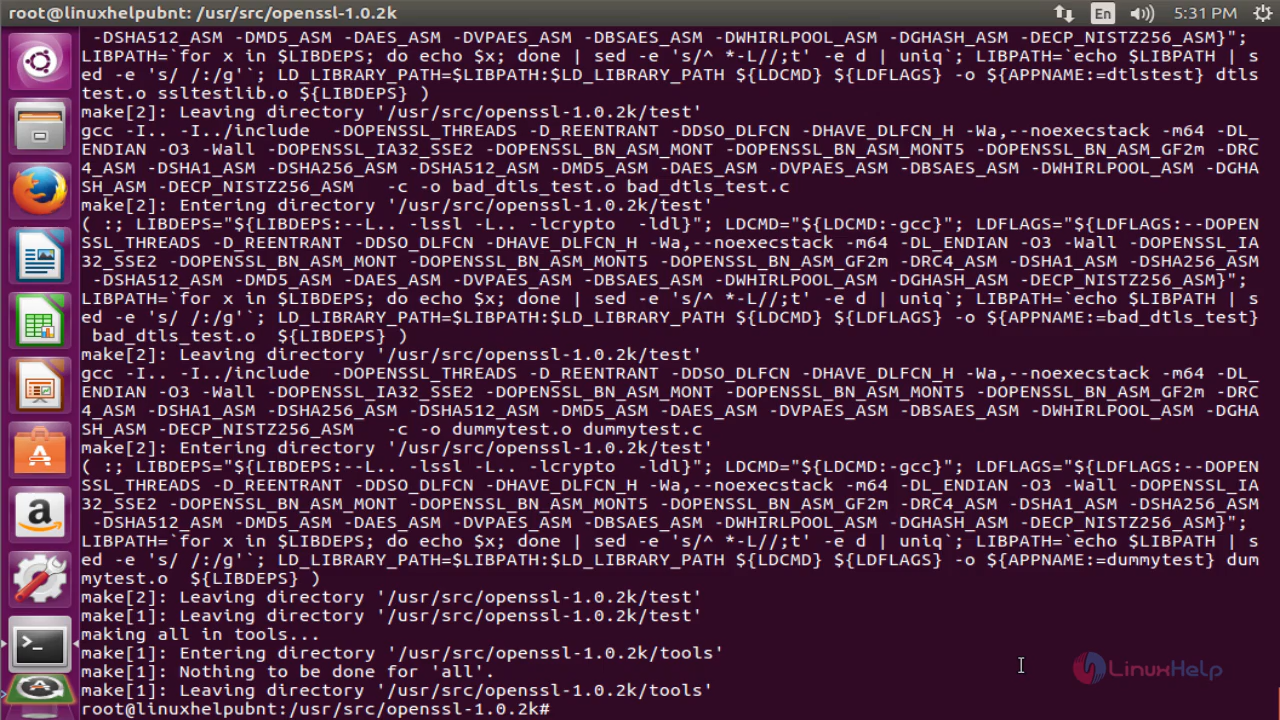 root@linuxhelpubnt: /usr/src/openssl-1.0.2k
En
5:31 PM
-DSHA512_ASM -DMD5_ASM -DAES_ASM -DVPAES_ASM -DBSAES_ASM -DWHIRLPOOL_ASM -DGHASH_ASM -DECP_NISTZ256_ASM}";
LIBPATH=`for x in $LIBDEPS; do echo $x; done | sed -e 's/^ *-L//;t' -e d | uniq`; LIBPATH=`echo $LIBPATH | s
ed -e 's/ /:/g'`; LD_LIBRARY_PATH=$LIBPATH:$LD_LIBRARY_PATH ${LDCMD} ${LDFLAGS} -o ${APPNAME:=dtlstest} dtls
test.o ssltestlib.o ${LIBDEPS} )
make[2]: Leaving directory '/usr/src/openssl-1.0.2k/test'
gcc -I.. -I../include  -DOPENSSL_THREADS -D_REENTRANT -DDSO_DLFCN -DHAVE_DLFCN_H -Wa,--noexecstack -m64 -DL_
ENDIAN -O3 -Wall -DOPENSSL_IA32_SSE2 -DOPENSSL_BN_ASM_MONT -DOPENSSL_BN_ASM_MONT5 -DOPENSSL_BN_ASM_GF2m -DRC
4_ASM -DSHA1_ASM -DSHA256_ASM -DSHA512_ASM -DMD5_ASM -DAES_ASM -DVPAES_ASM -DBSAES_ASM -DWHIRLPOOL_ASM -DGHA
SH_ASM -DECP_NISTZ256_ASM   -c -o bad_dtls_test.o bad_dtls_test.c
make[2]: Entering directory '/usr/src/openssl-1.0.2k/test'
( :; LIBDEPS="${LIBDEPS:--L.. -lssl -L.. -lcrypto  -ldl}"; LDCMD="${LDCMD:-gcc}"; LDFLAGS="${LDFLAGS:--DOPEN
SSL_THREADS -D_REENTRANT -DDSO_DLFCN -DHAVE_DLFCN_H -Wa,--noexecstack -m64 -DL_ENDIAN -O3 -Wall -DOPENSSL_IA
32_SSE2 -DOPENSSL_BN_ASM_MONT -DOPENSSL_BN_ASM_MONT5 -DOPENSSL_BN_ASM_GF2m -DRC4_ASM -DSHA1_ASM -DSHA256_ASM
-DSHA512_ASM -DMD5_ASM -DAES_ASM -DVPAES_ASM -DBSAES_ASM -DWHIRLPOOL_ASM -DGHASH_ASM -DECP_NISTZ256_ASM}";
LIBPATH=`for x in $LIBDEPS; do echo $x; done | sed -e 's/^ *-L//;t' -e d | uniq`; LIBPATH=`echo $LIBPATH | s
ed -e 's/ /:/g'`; LD_LIBRARY_PATH=$LIBPATH:$LD_LIBRARY_PATH ${LDCMD} ${LDFLAGS} -o ${APPNAME:=bad_dtls_test}
bad_dtls_test.o  ${LIBDEPS} )
make[2]: Leaving directory '/usr/src/openssl-1.0.2k/test'
gcc -I.. -I../include  -DOPENSSL_THREADS -D_REENTRANT -DDSO_DLFCN -DHAVE_DLFCN_H -Wa,--noexecstack -m64 -DL_
ENDIAN -O3 -Wall -DOPENSSL_IA32_SSE2 -DOPENSSL_BN_ASM_MONT -DOPENSSL_BN_ASM_MONT5 -DOPENSSL_BN_ASM_GF2m -DRC
4_ASM -DSHA1_ASM -DSHA256_ASM -DSHA512_ASM -DMD5_ASM -DAES_ASM -DVPAES_ASM -DBSAES_ASM -DWHIRLPOOL_ASM -DGHA
SH_ASM -DECP_NISTZ256_ASM   -c -o dummytest.o dummytest.c
make[2]: Entering directory '/usr/src/openssl-1.0.2k/test'
( :; LIBDEPS="${LIBDEPS:--L.. -lssl -L.. -lcrypto  -ldl}"; LDCMD="${LDCMD:-gcc}"; LDFLAGS="${LDFLAGS:--DOPEN
SSL_THREADS -D_REENTRANT -DDSO_DLFCN -DHAVE_DLFCN_H -Wa,--noexecstack -m64 -DL_ENDIAN -O3 -Wall -DOPENSSL_IA
32_SSE2 -DOPENSSL_BN_ASM_MONT -DOPENSSL_BN_ASM_MONT5 -DOPENSSL_BN_ASM_GF2m -DRC4_ASM -DSHA1_ASM -DSHA256_ASM
-DSHA512_ASM -DMD5_ASM -DAES_ASM -DVPAES_ASM -DBSAES_ASM -DWHIRLPOOL_ASM -DGHASH_ASM -DECP_NISTZ256_ASM}";
LIBPATH=`for x in $LIBDEPS; do echo $x; done | sed -e 's/^ *-L//;t' -e d | uniq`; LIBPATH=`echo $LIBPATH | s
ed -e 's/ /:/g'`; LD_LIBRARY_PATH=$LIBPATH:$LD_LIBRARY_PATH ${LDCMD} ${LDFLAGS} -o ${APPNAME:=dummytest} dum
mytest.o  ${LIBDEPS} )
make[2]: Leaving directory '/usr/src/openssl-1.0.2k/test'
make[1]: Leaving directory '/usr/src/openssl-1.0.2k/test'
making all in tools...
make[1]: Entering directory '/usr/src/openssl-1.0.2k/tools'
make[1]: Nothing to be done for 'all'.
make[1]: Leaving directory '/usr/src/openssl-1.0.2k/tools'
root@linuxhelpubnt:/usr/src/openssl-1.0.2k#
LinuxHelp